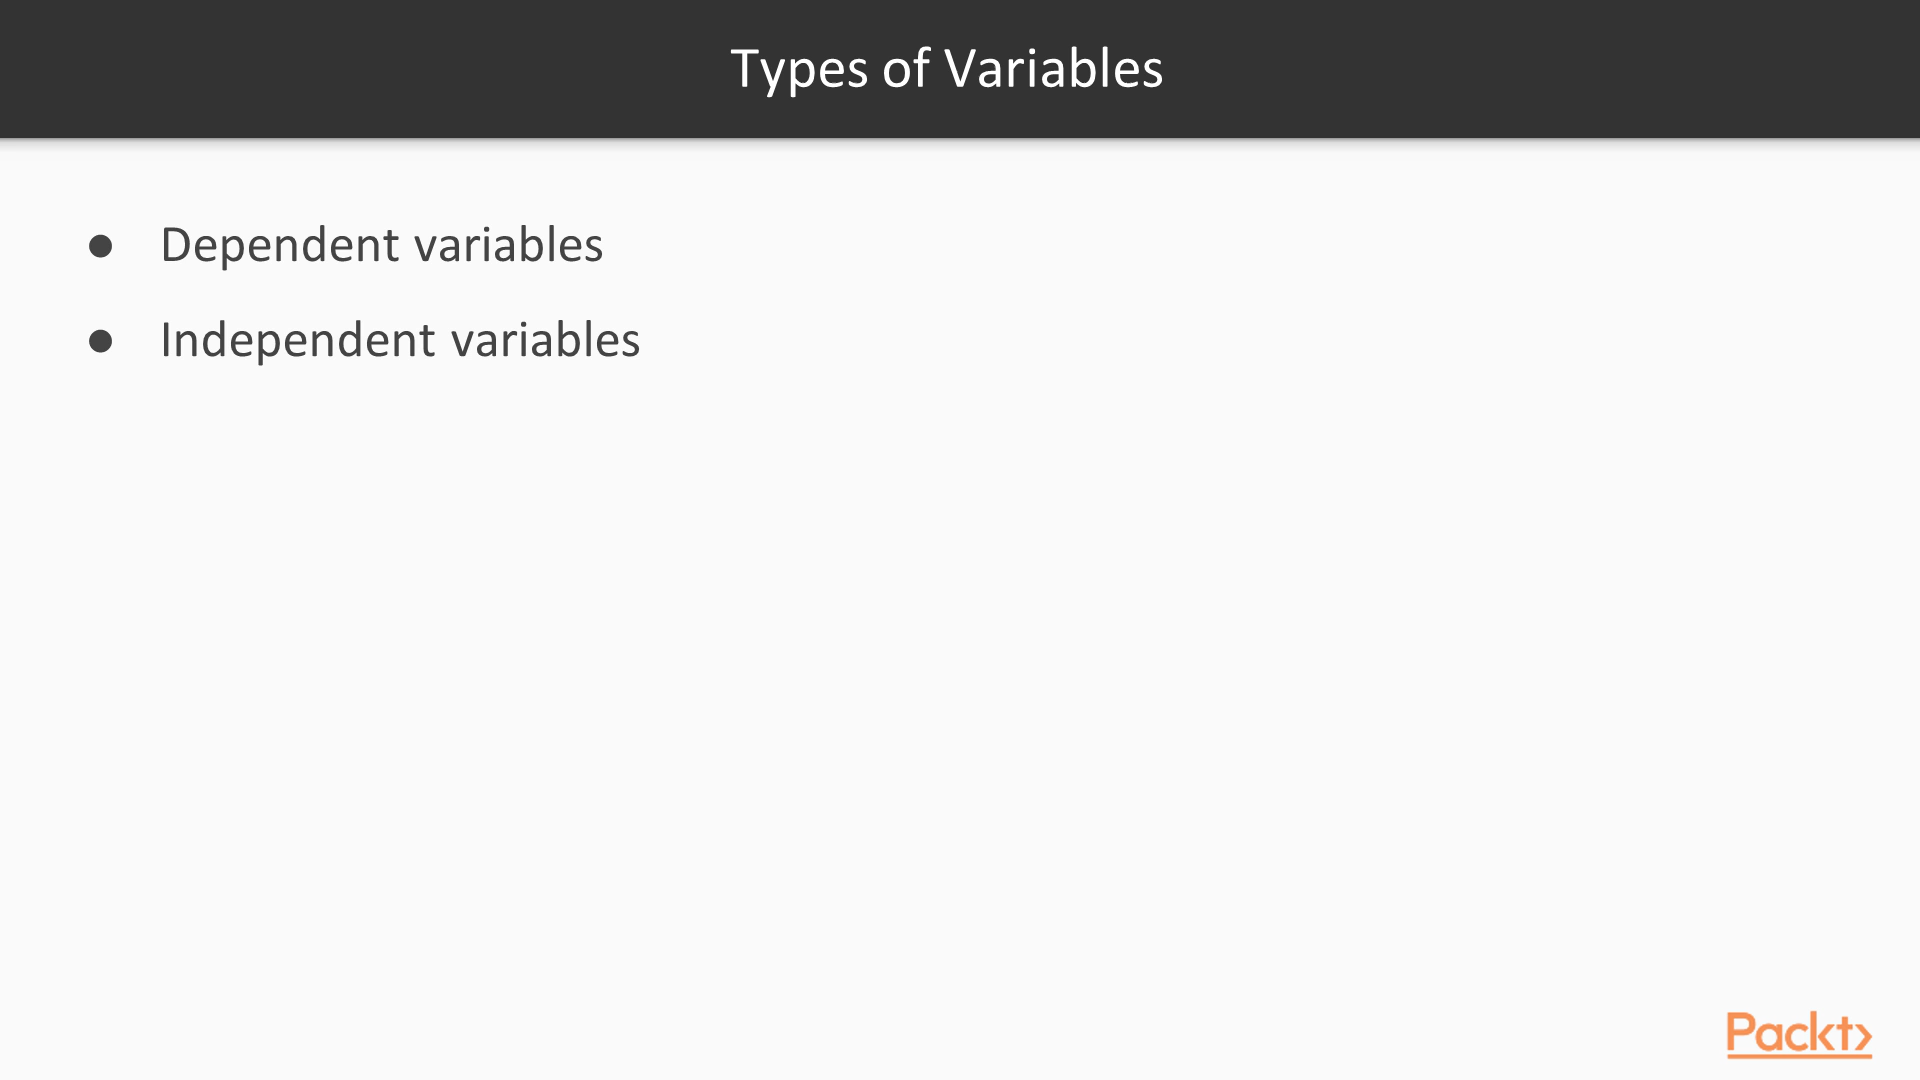 Types of Variables
● Dependent variables
● Independent variables
Packt>